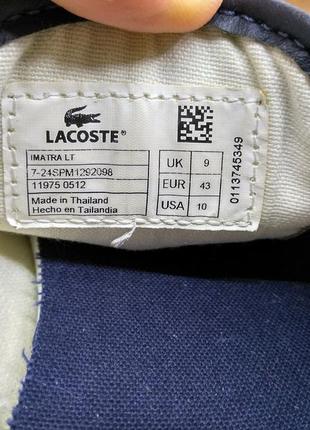 LACOSTE®
IMATRA LT
7-24SPM1292098
11975 0512
Made in Thailand
Hecho en Tailandia
UK 9
EUR 43
USA 10
0113745349